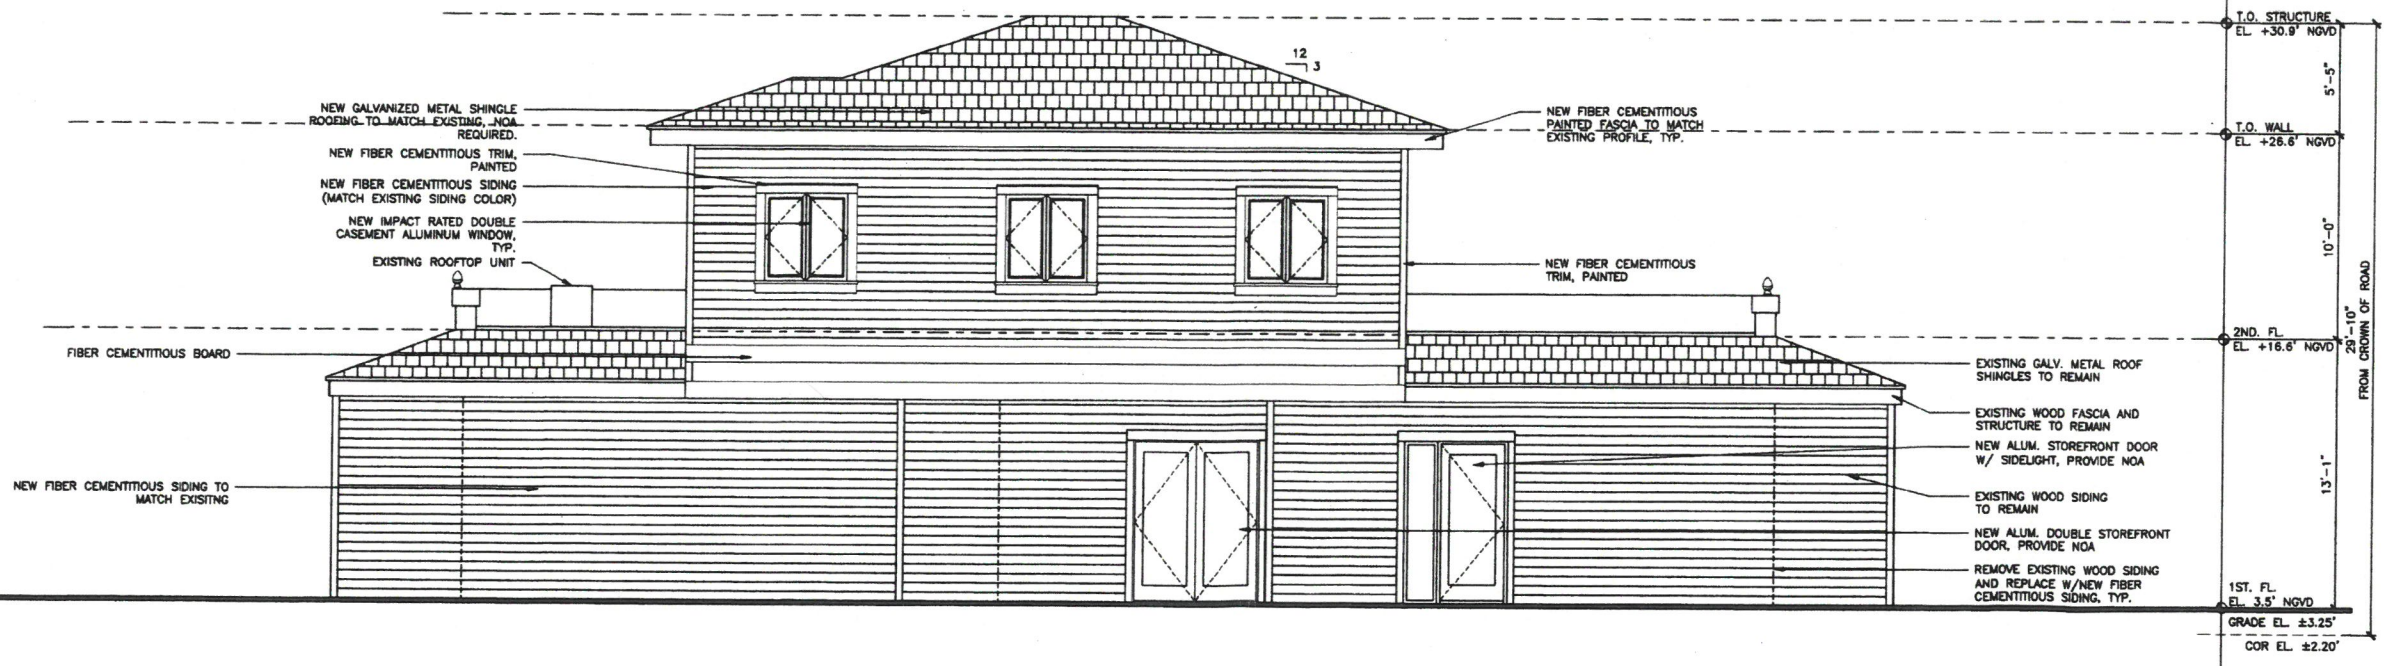 NEW GALVANIZED METAL SHINGLE
ROOFING TO MATCH EXISTING, NOA
REQUIRED.
NEW FIBER CEMENTITIOUS TRIM,
PAINTED
NEW FIBER CEMENTITIOUS SIDING
(MATCH EXISTING SIDING COLOR)
NEW IMPACT RATED DOUBLE
CASEMENT ALUMINUM WINDOW,
TYP.
EXISTING ROOFTOP UNIT
FIBER CEMENTITIOUS BOARD
NEW FIBER CEMENTITIOUS SIDING TO
MATCH EXISITNG
12
3
NEW FIBER CEMENTITIOUS
PAINTED FASCIA TO MATCH
EXISTING PROFILE, TYP.
NEW FIBER CEMENTITIOUS
TRIM, PAINTED
EXISTING GALV. METAL ROOF
SHINGLES TO REMAIN
EXISTING WOOD FASCIA AND
STRUCTURE TO REMAIN
NEW ALUM. STOREFRONT DOOR
W/ SIDELIGHT, PROVIDE NOA
EXISTING WOOD SIDING
TO REMAIN
NEW ALUM. DOUBLE STOREFRONT
DOOR, PROVIDE NOA
REMOVE EXISTING WOOD SIDING
AND REPLACE W/NEW FIBER
CEMENTITIOUS SIDING, TYP.
T.O. STRUCTURE
EL. +30.9' NGVD
5'-5"
T.O. WALL
EL. +26.6' NGVD
10'-0"
2ND. FL.
EL. +16.6' NGVD
29'-10"
FROM CROWN OF ROAD
13'-1"
1ST. FL.
EL. 3.5' NGVD
GRADE EL. ±3.25'
COR EL. ±2.20'